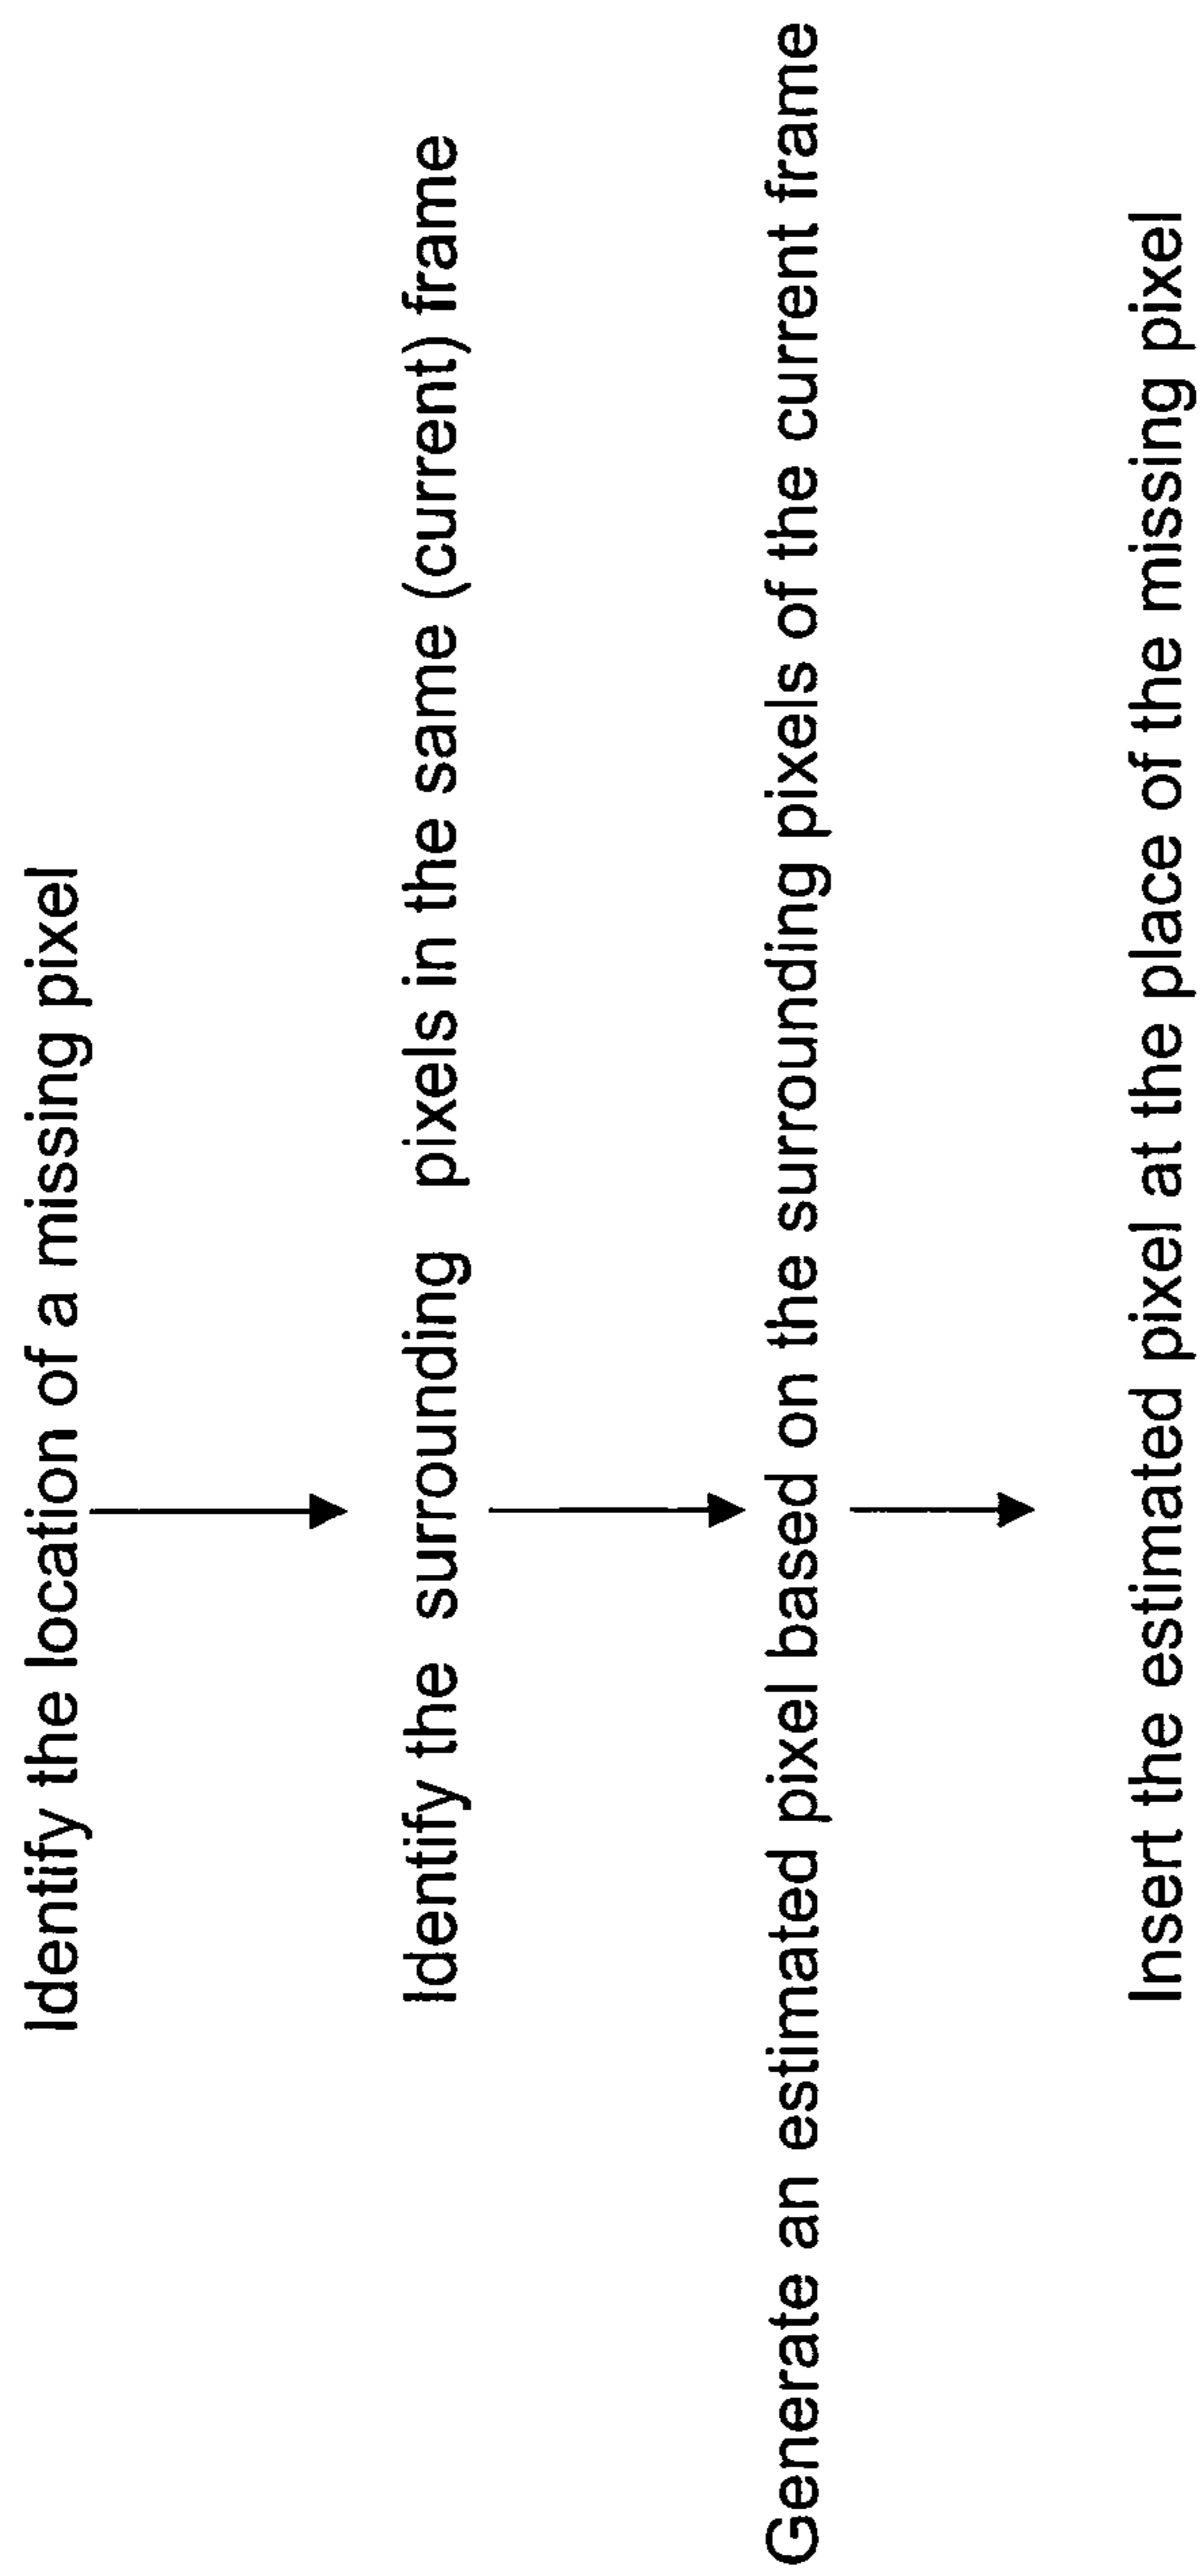 Identify the location of a missing pixel
Identify the surrounding pixels in the same (current) frame
Generate an estimated pixel based on the surrounding pixels of the current frame
Insert the estimated pixel at the place of the missing pixel